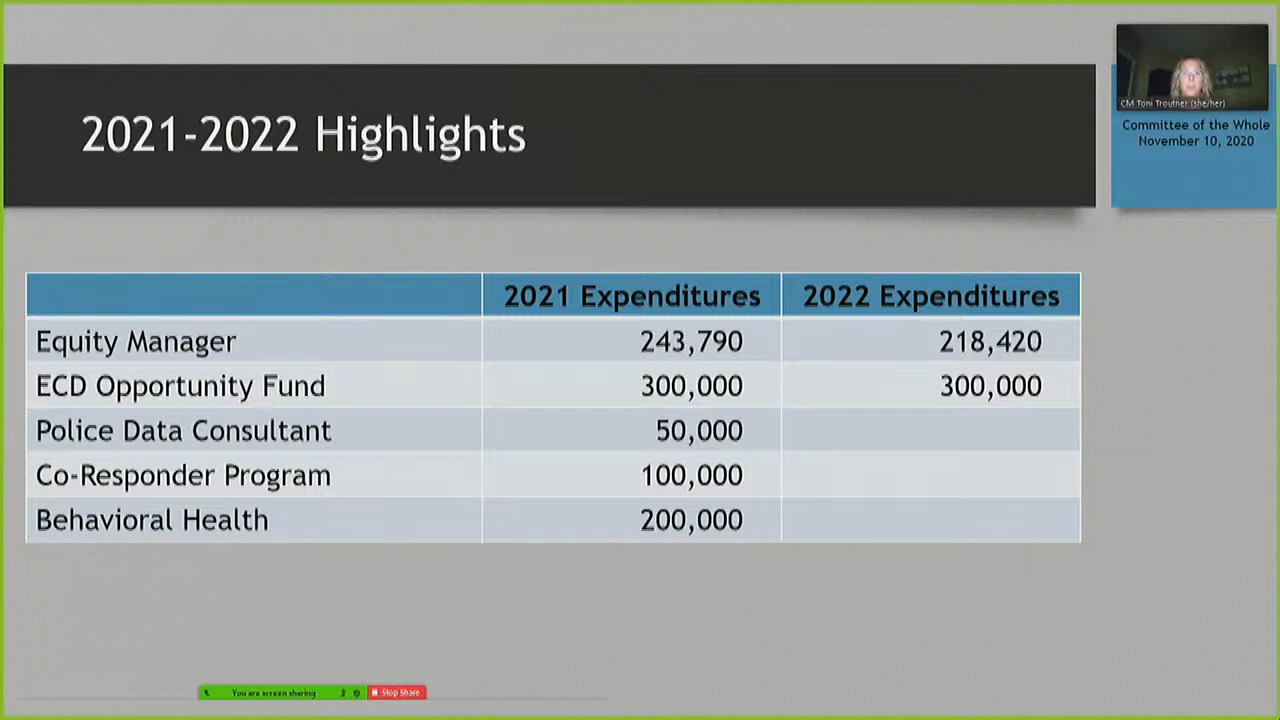 2021-2022 Highlights
CM Toni Troutner (she/her)
Committee of the Whole
November 10, 2020
2021 Expenditures 2022 Expenditures
Equity Manager 243,790 218,420
ECD Opportunity Fund 300,000 300,000
Police Data Consultant 50,000
Co-Responder Program 100,000
Behavioral Health 200,000
You are screen sharing Stop Share